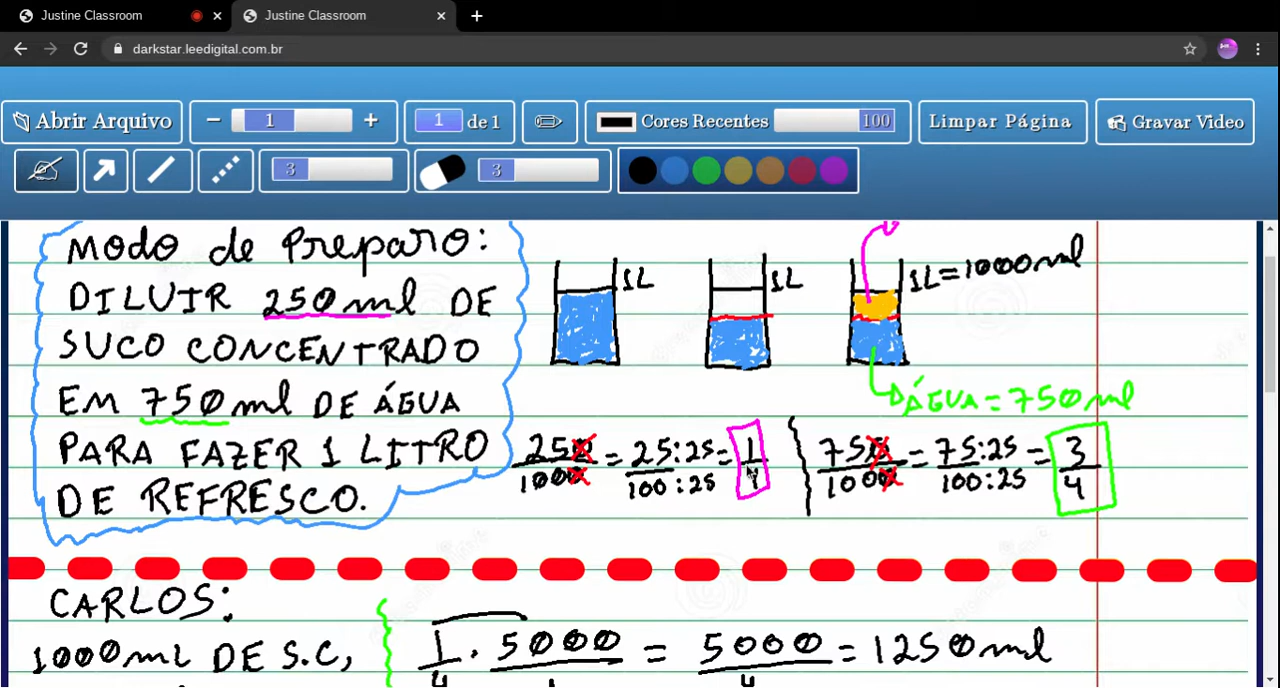 Justine Classroom
Justine Classroom
darkstar.leedigital.com.br
Abrir Arquivo
− 1 +
1 de 1
Cores Recentes 100
Limpar Página
Gravar Video
3
3
Modo de Preparo:
DILUIR 250ml DE
SUCO CONCENTRADO
EM 750ml DE ÁGUA
PARA FAZER 1 LITRO
DE REFRESCO.
1L
1L
1L=1000ml
ÁGUA=750ml
250/1000 = 25:25/100:25 = 1/4
750/1000 = 75:25/100:25 = 3/4
CARLOS:
1000ml DE S.C,
1/4 . 5000/1 = 5000/4 = 1250ml